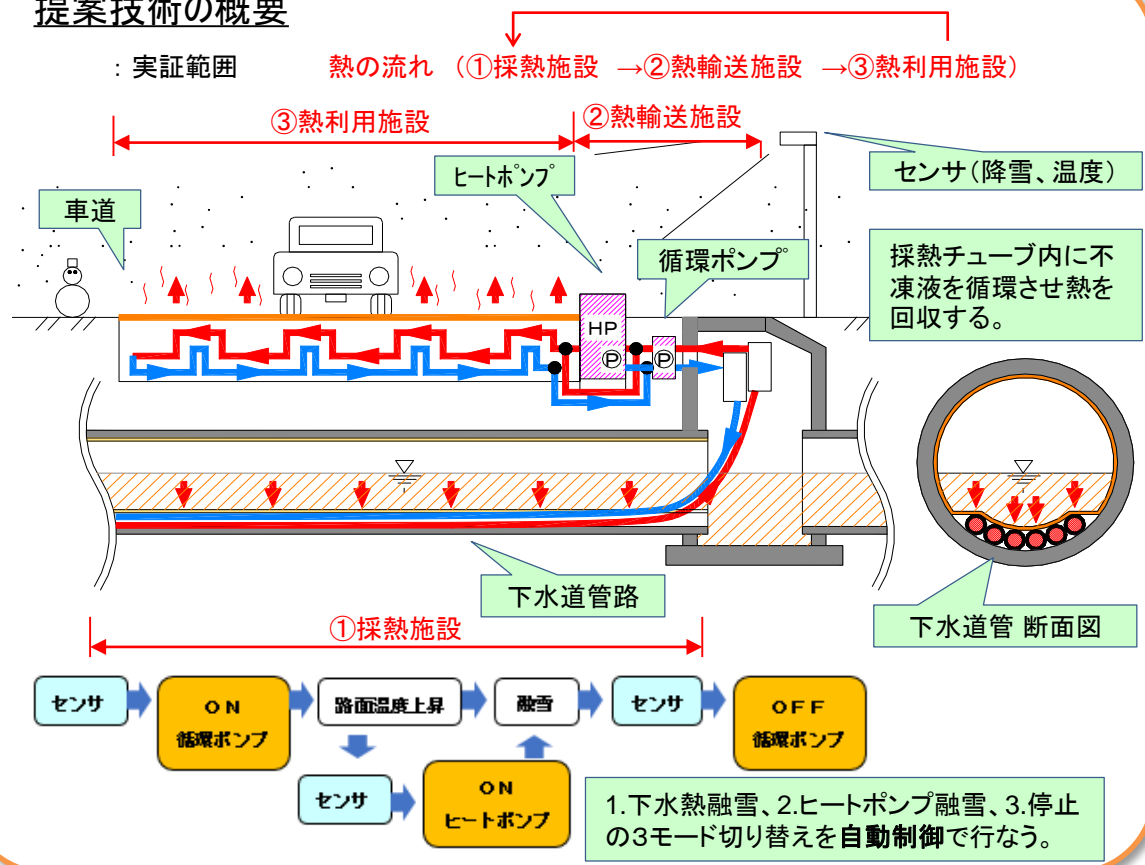 提案技術の概要
：実証範囲
熱の流れ （①採熱施設 →②熱輸送施設 →③熱利用施設）
③熱利用施設
②熱輸送施設
センサ（降雪、温度）
ﾋｰﾄﾎﾟﾝﾌﾟ
車道
循環ポンプ
採熱チューブ内に不
凍液を循環させ熱を
回収する。
HP
P
P
下水道管路
下水道管 断面図
①採熱施設
センサ
ON
循環ポンプ
路面温度上昇
融雪
センサ
OFF
循環ポンプ
センサ
ON
ヒートポンプ
1.下水熱融雪、2.ヒートポンプ融雪、3.停止
の3モード切り替えを自動制御で行なう。